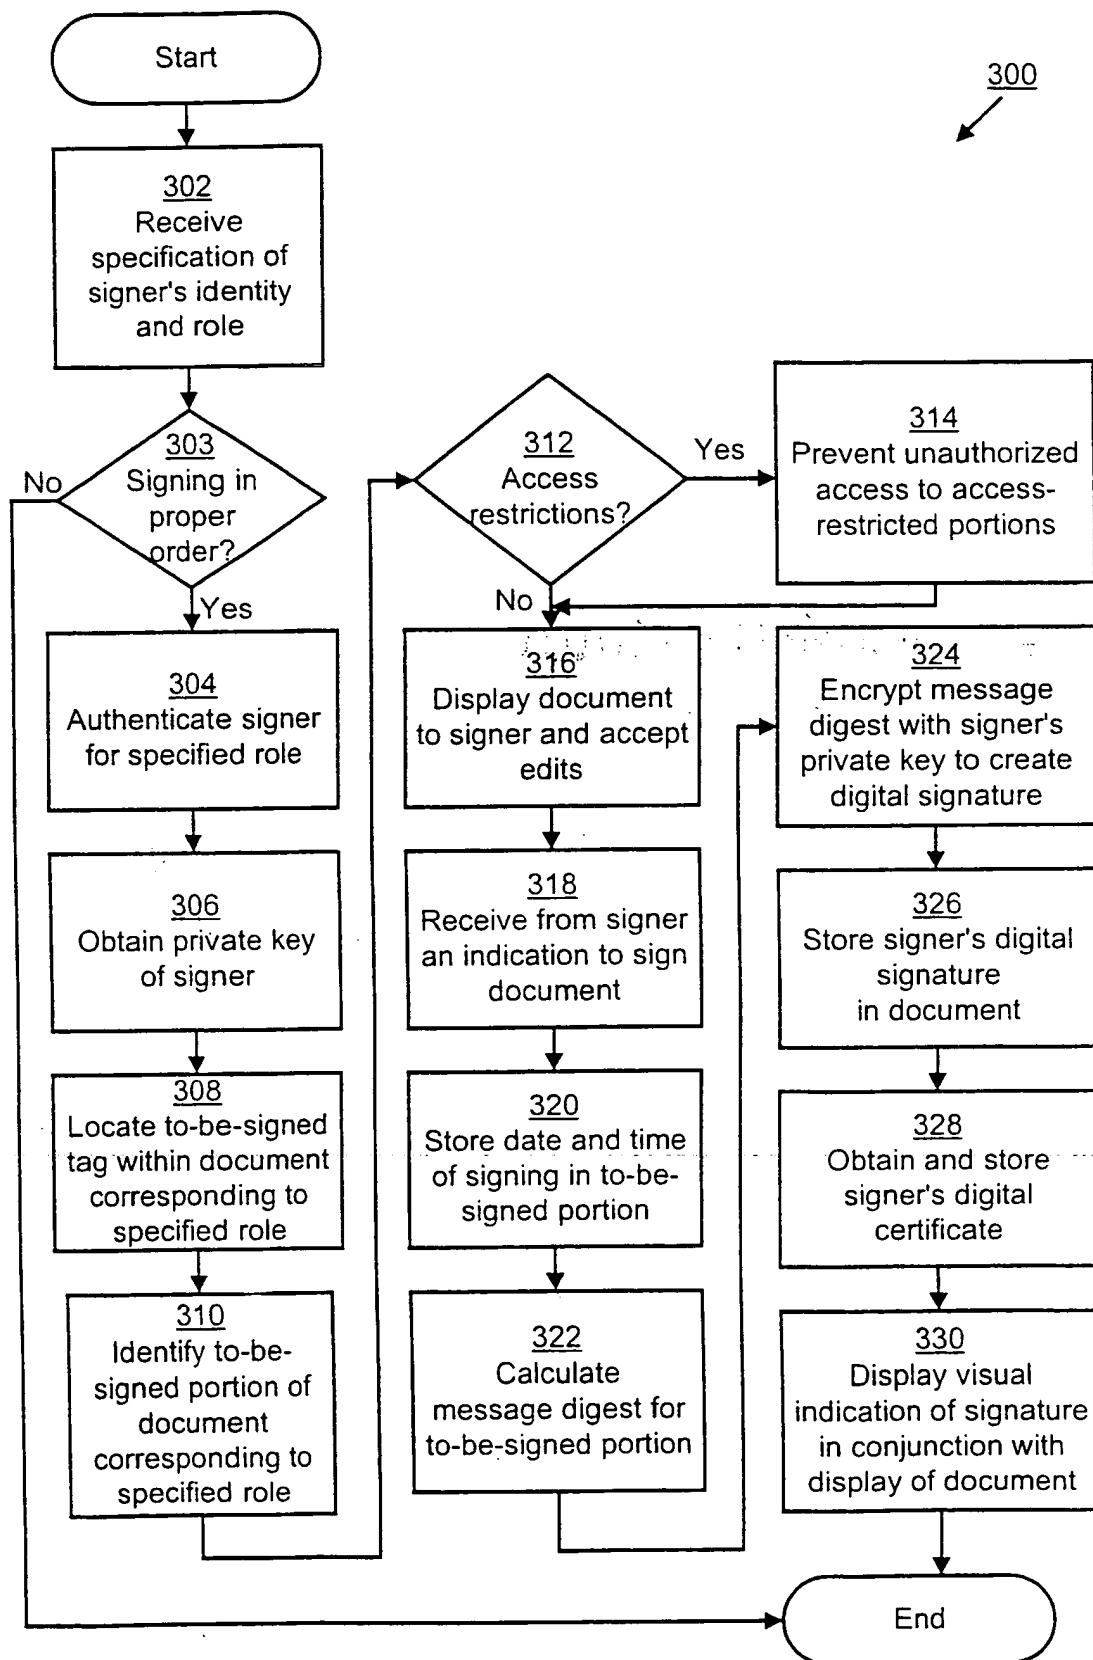 Start
300
302
Receive
specification of
signer's identity
and role
303
Signing in
proper
order?
No
Yes
304
Authenticate signer
for specified role
306
Obtain private key
of signer
308
Locate to-be-signed
tag within document
corresponding to
specified role
310
Identify to-be-
signed portion of
document
corresponding to
specified role
312
Access
restrictions?
Yes
No
314
Prevent unauthorized
access to access-
restricted portions
316
Display document
to signer and accept
edits
318
Receive from signer
an indication to sign
document
320
Store date and time
of signing in to-be-
signed portion
322
Calculate
message digest for
to-be-signed portion
324
Encrypt message
digest with signer's
private key to create
digital signature
326
Store signer's digital
signature
in document
328
Obtain and store
signer's digital
certificate
330
Display visual
indication of signature
in conjunction with
display of document
End